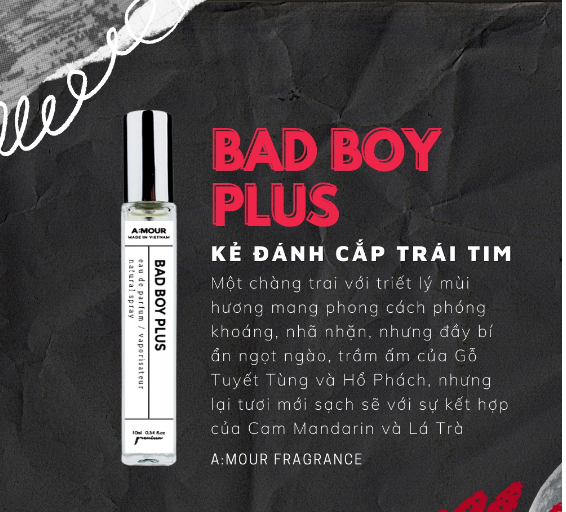 BAD BOY
PLUS
KẺ ĐÁNH CẮP TRÁI TIM
Một chàng trai với triết lý mùi
hương mang phong cách phóng
khoáng, nhã nhặn, nhưng đầy bí
ẩn ngọt ngào, trầm ấm của Gỗ
Tuyết Tùng và Hổ Phách, nhưng
lại tươi mới sạch sẽ với sự kết hợp
của Cam Mandarin và Lá Trà
A:MOUR FRAGRANCE
A:MOUR
MADE IN VIETNAM
BAD BOY PLUS
eau de parfum / vaporisateur
natural spray
10ml 0.34 fl.oz
premium